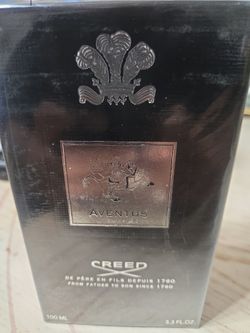 AVENTUS
CREED
DE PÈRE EN FILS DEPUIS 1760
FROM FATHER TO SON SINCE 1760
100 ML
3.3 FL.OZ